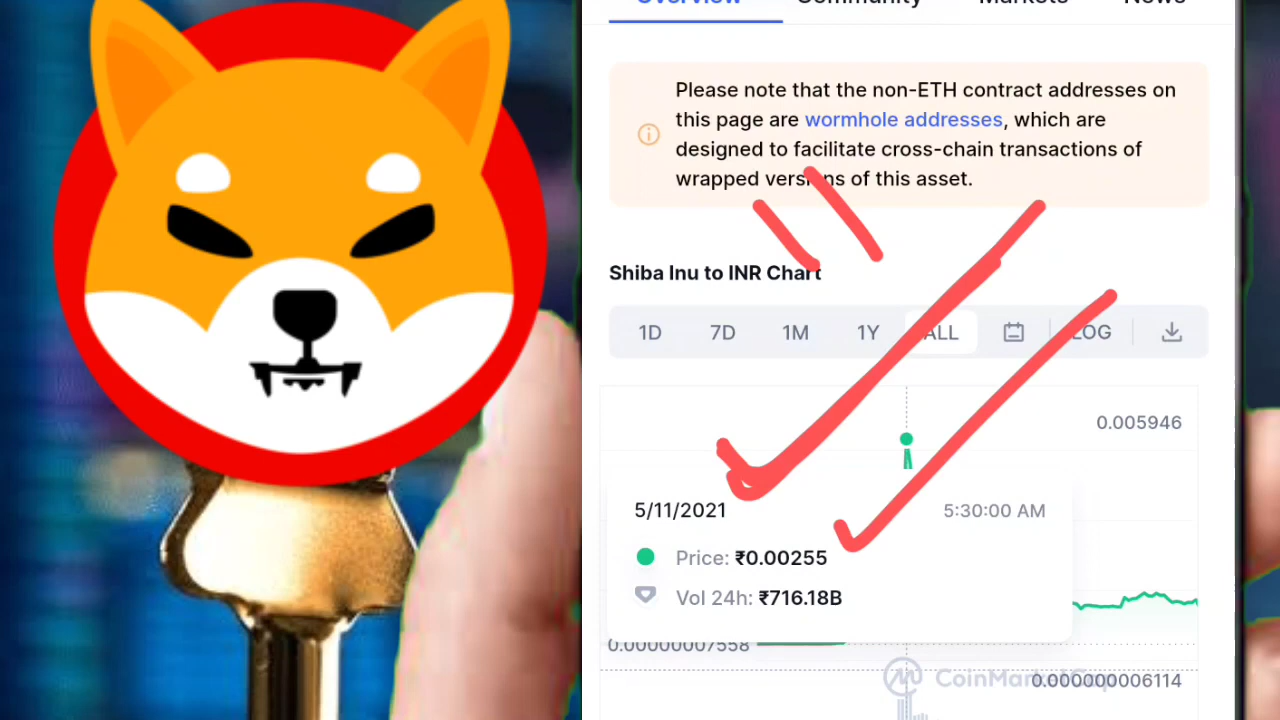 Overview Community Markets News
Please note that the non-ETH contract addresses on
this page are wormhole addresses, which are
designed to facilitate cross-chain transactions of
wrapped versions of this asset.
Shiba Inu to INR Chart
1D 7D 1M 1Y ALL LOG
0.005946
5/11/2021 5:30:00 AM
Price: ₹0.00255
Vol 24h: ₹716.18B
0.00000007558
CoinMarketCap
0.000000006114